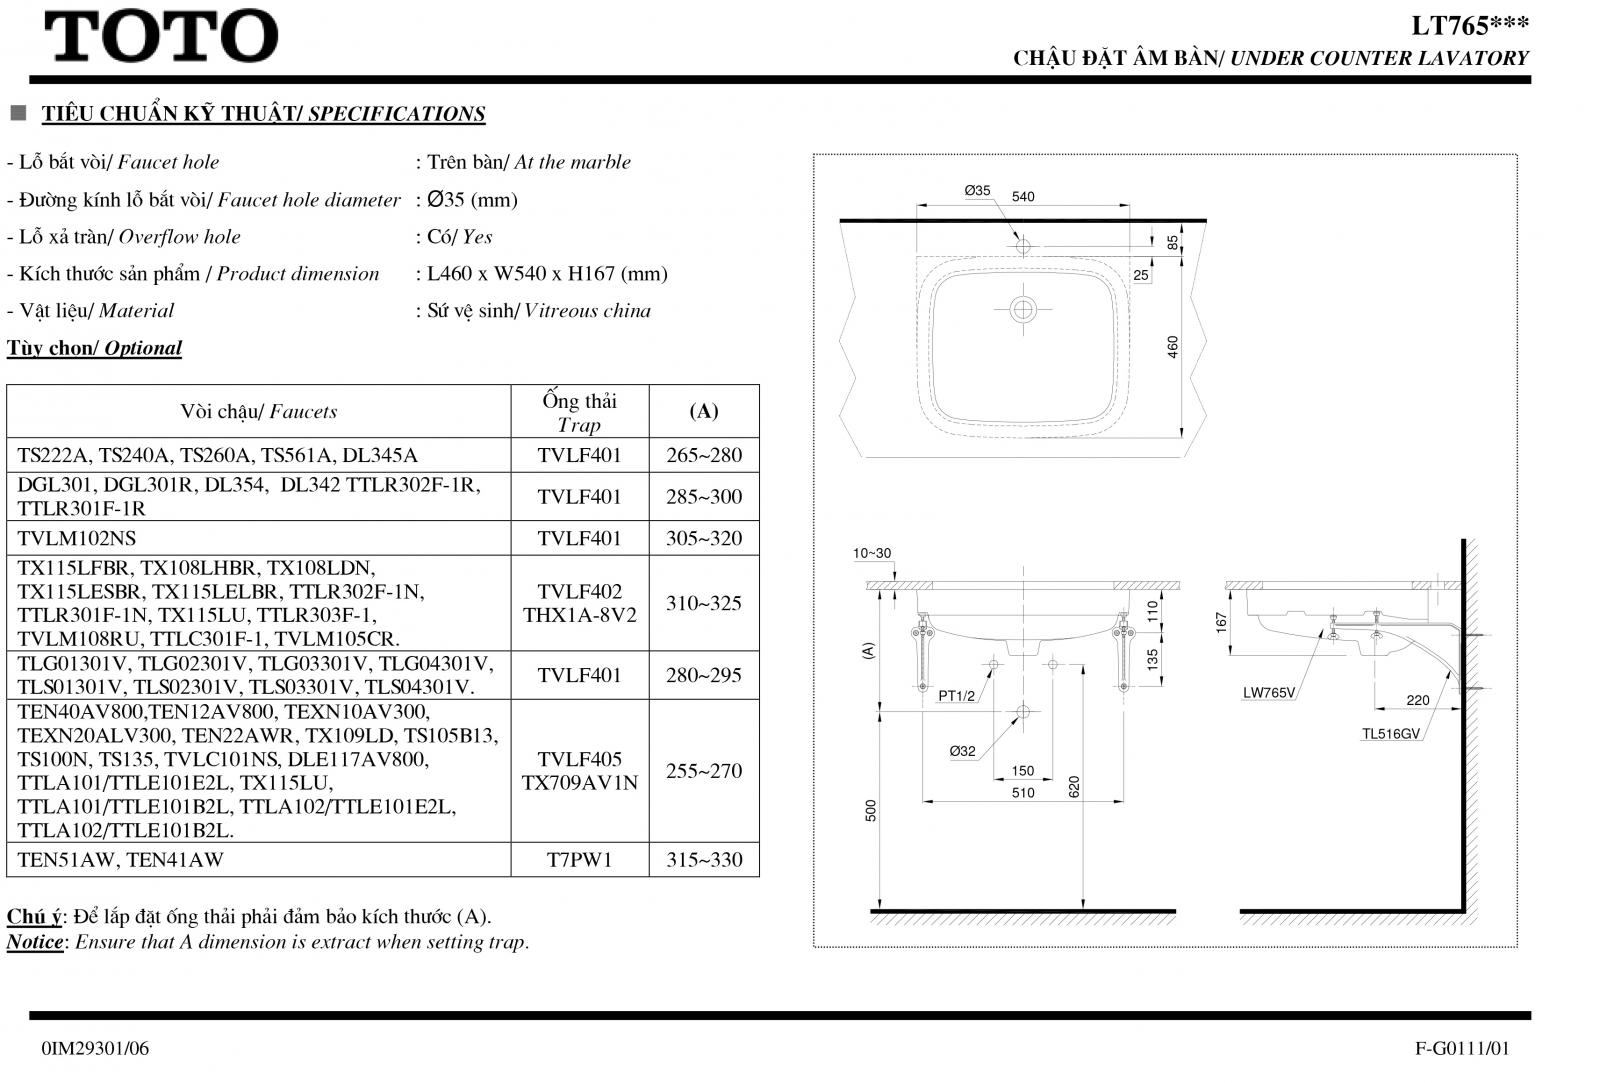 TOTO
LT765***
CHẬU ĐẶT ÂM BÀN/ UNDER COUNTER LAVATORY
TIÊU CHUẨN KỸ THUẬT/ SPECIFICATIONS
- Lỗ bắt vòi/ Faucet hole : Trên bàn/ At the marble
- Đường kính lỗ bắt vòi/ Faucet hole diameter : Ø35 (mm)
- Lỗ xả tràn/ Overflow hole : Có/ Yes
- Kích thước sản phẩm / Product dimension : L460 x W540 x H167 (mm)
- Vật liệu/ Material : Sứ vệ sinh/ Vitreous china
Tùy chon/ Optional
Vòi chậu/ Faucets
Ống thải
Trap
(A)
TS222A, TS240A, TS260A, TS561A, DL345A TVLF401 265~280
DGL301, DGL301R, DL354, DL342 TTLR302F-1R,
TTLR301F-1R
TVLF401 285~300
TVLM102NS TVLF401 305~320
TX115LFBR, TX108LHBR, TX108LDN,
TX115LESBR, TX115LELBR, TTLR302F-1N,
TTLR301F-1N, TX115LU, TTLR303F-1,
TVLM108RU, TTLC301F-1, TVLM105CR.
TVLF402
THX1A-8V2
310~325
TLG01301V, TLG02301V, TLG03301V, TLG04301V,
TLS01301V, TLS02301V, TLS03301V, TLS04301V.
TVLF401 280~295
TEN40AV800,TEN12AV800, TEXN10AV300,
TEXN20ALV300, TEN22AWR, TX109LD, TS105B13,
TS100N, TS135, TVLC101NS, DLE117AV800,
TTLA101/TTLE101E2L, TX115LU,
TTLA101/TTLE101B2L, TTLA102/TTLE101E2L,
TTLA102/TTLE101B2L.
TVLF405
TX709AV1N
255~270
TEN51AW, TEN41AW T7PW1 315~330
Chú ý: Để lắp đặt ống thải phải đảm bảo kích thước (A).
Notice: Ensure that A dimension is extract when setting trap.
Ø35
540
85
25
460
10~30
110
135
(A)
PT1/2
Ø32
150
510
620
500
167
LW765V
220
TL516GV
0IM29301/06
F-G0111/01